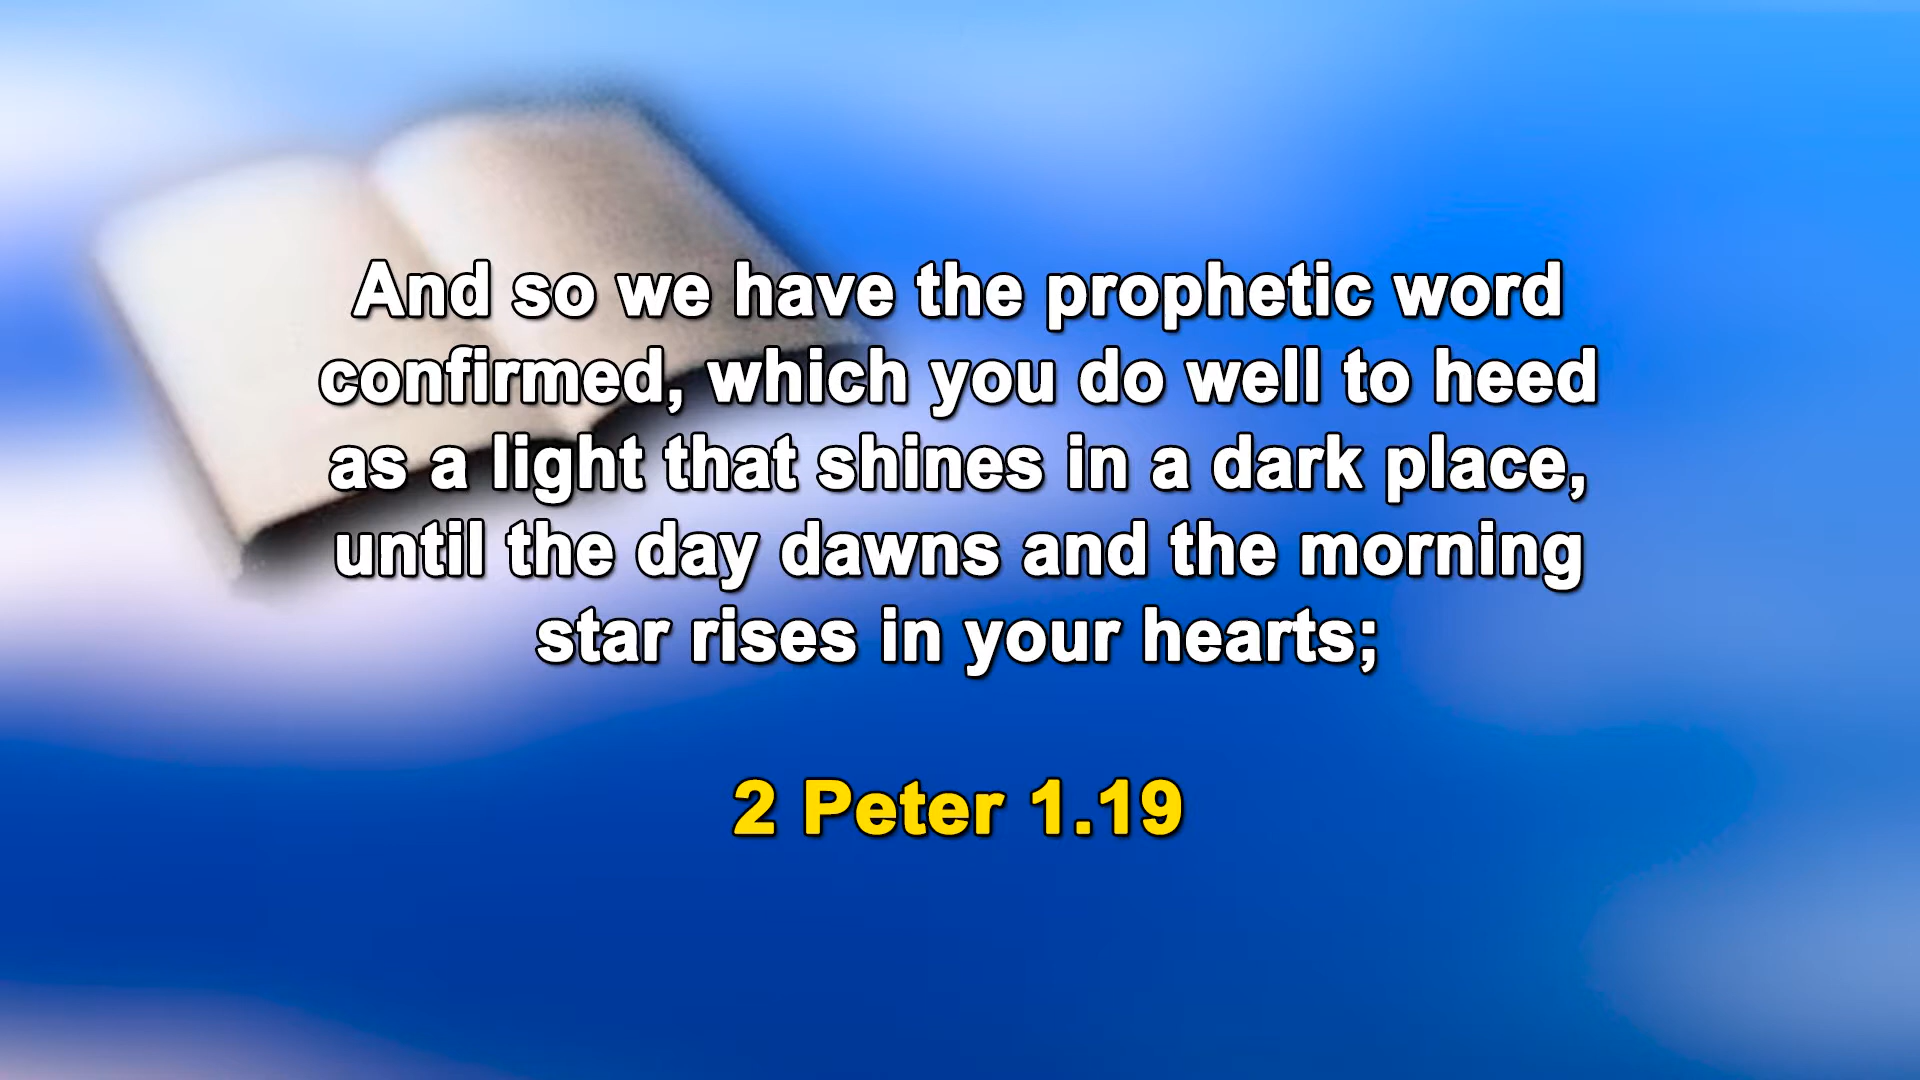 And so we have the prophetic word
confirmed, which you do well to heed
as a light that shines in a dark place,
until the day dawns and the morning
star rises in your hearts;
2 Peter 1.19